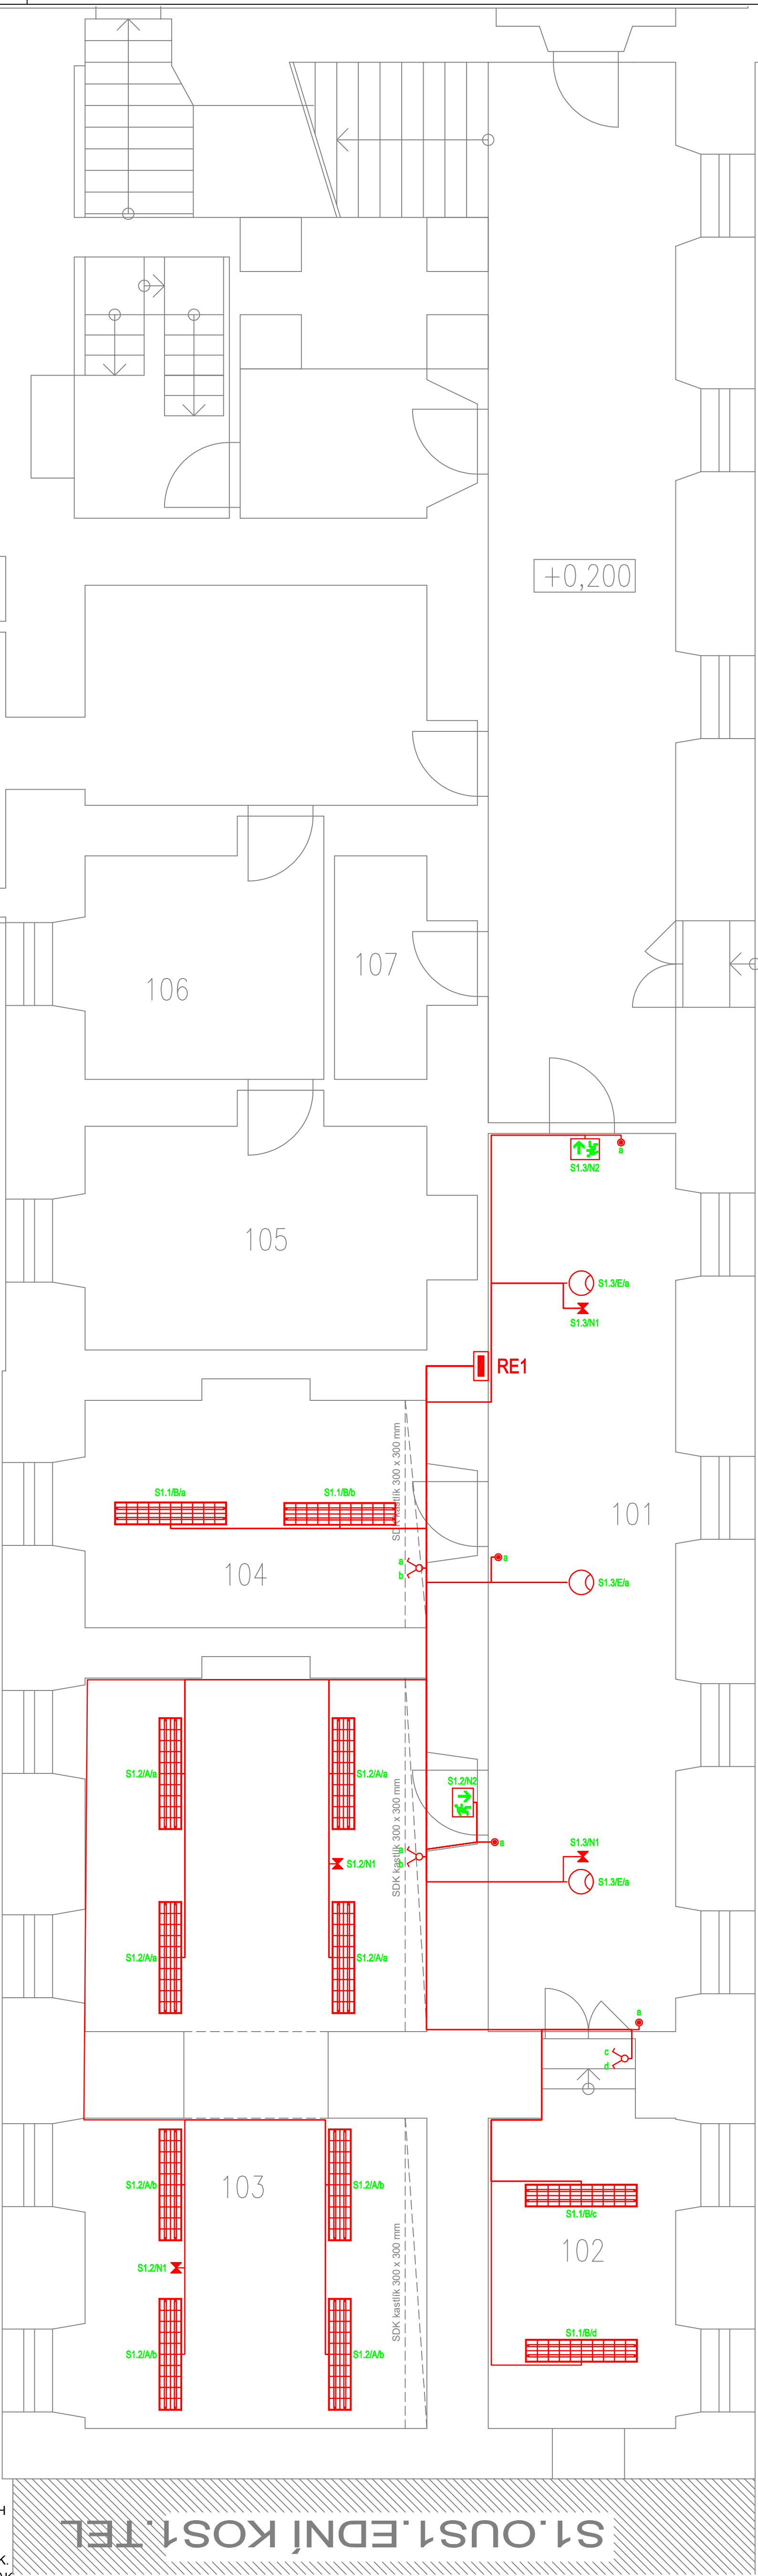 +0,200
106
107
S1.3/N2
a
105
S1.3/E/a
S1.3/N1
RE1
SDK kastlík 300 x 300 mm
S1.1/B/a
S1.1/B/b
101
a
b
a
104
S1.3/E/a
S1.2/A/a
S1.2/A/a
S1.2/N2
SDK kastlík 300 x 300 mm
a
b
a
S1.3/N1
S1.2/N1
S1.3/E/a
S1.2/A/a
S1.2/A/a
a
c
d
S1.2/A/b
103
S1.2/A/b
S1.1/B/c
SDK kastlík 300 x 300 mm
102
S1.2/N1
S1.1/B/d
S1.2/A/b
S1.2/A/b
H
S1.OUS1.EDNÍ KOS1.TEL
K.